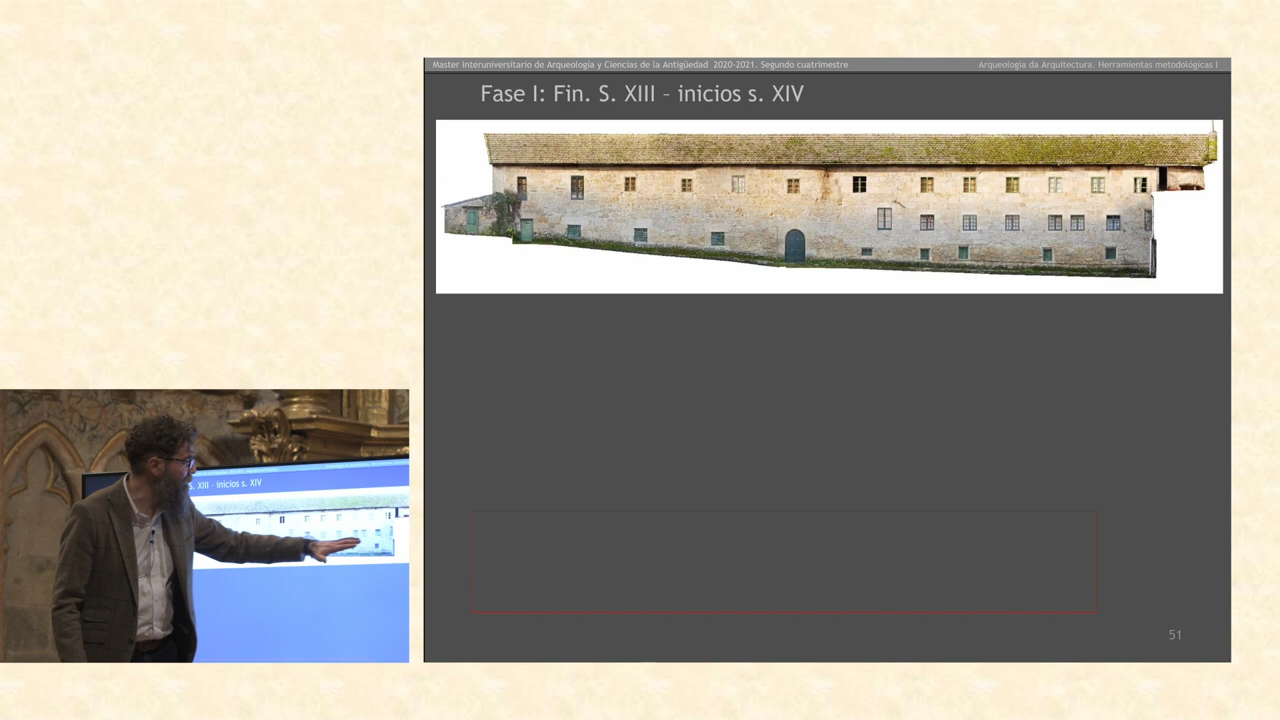 Master Interuniversitario de Arqueología y Ciencias de la Antigüedad 2020-2021. Segundo cuatrimestre
Arqueologia da Arquitectura. Herramientas metodológicas I
Fase I: Fin. S. XIII – inicios s. XIV
S. XIII - inicios s. XIV
51